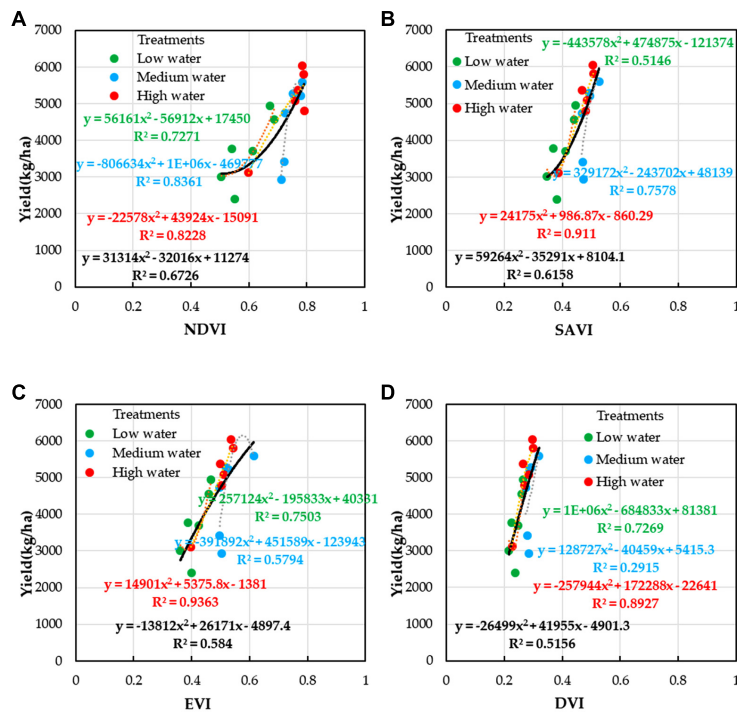 A
Treatments
Low water
Medium water
High water
y = 56161x² - 56912x + 17450
R² = 0.7271
y = -806634x² + 1E+06x - 469377
R² = 0.8361
y = -22578x² + 43924x - 15091
R² = 0.8228
y = 31314x² - 32016x + 11274
R² = 0.6726
Yield(kg/ha)
7000
6000
5000
4000
3000
2000
1000
0
0 0.2 0.4 0.6 0.8 1
NDVI
B
Treatments
Low water
Medium water
High water
y = -443578x² + 474875x - 121374
R² = 0.5146
y = 329172x² - 243702x + 48139
R² = 0.7578
y = 24175x² + 986.87x - 860.29
R² = 0.911
y = 59264x² - 35291x + 8104.1
R² = 0.6158
Yield(kg/ha)
7000
6000
5000
4000
3000
2000
1000
0
0 0.2 0.4 0.6 0.8 1
SAVI
C
Treatments
Low water
Medium water
High water
y = 257124x² - 195833x + 40331
R² = 0.7503
y = -391892x² + 451589x - 123943
R² = 0.5794
y = 14901x² + 5375.8x - 1381
R² = 0.9363
y = -13812x² + 26171x - 4897.4
R² = 0.584
Yield(kg/ha)
7000
6000
5000
4000
3000
2000
1000
0
0 0.2 0.4 0.6 0.8 1
EVI
D
Treatments
Low water
Medium water
High water
y = 1E+06x² - 684833x + 81381
R² = 0.7269
y = 128727x² - 40459x + 5415.3
R² = 0.2915
y = -257944x² + 172288x - 22641
R² = 0.8927
y = -26499x² + 41955x - 4901.3
R² = 0.5156
Yield(kg/ha)
7000
6000
5000
4000
3000
2000
1000
0
0 0.2 0.4 0.6 0.8 1
DVI